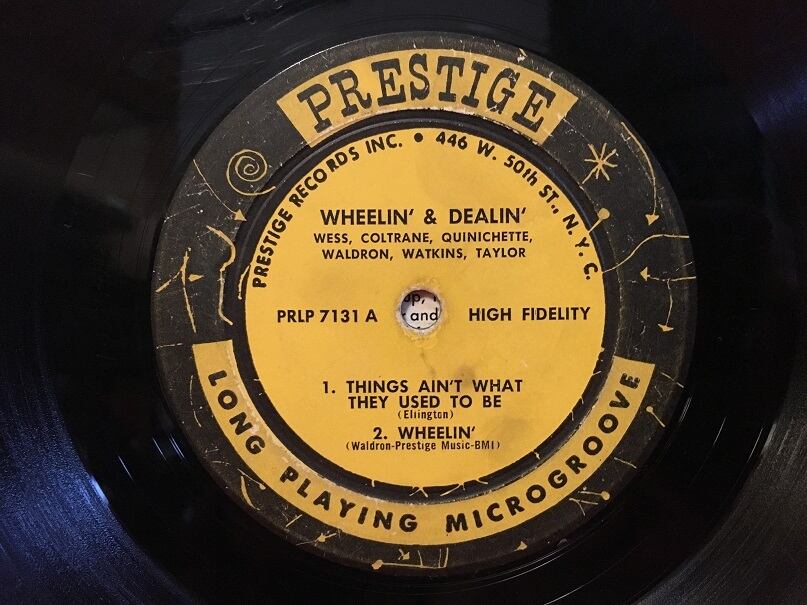 PRESTIGE
PRESTIGE RECORDS INC. • 446 W. 50th ST., N.Y.C.
WHEELIN' & DEALIN'
WESS, COLTRANE, QUINICHETTE,
WALDRON, WATKINS, TAYLOR
PRLP 7131 A
HIGH FIDELITY
and
1. THINGS AIN'T WHAT
THEY USED TO BE
(Ellington)
2. WHEELIN'
(Waldron-Prestige Music-BMI)
LONG PLAYING MICROGROOVE